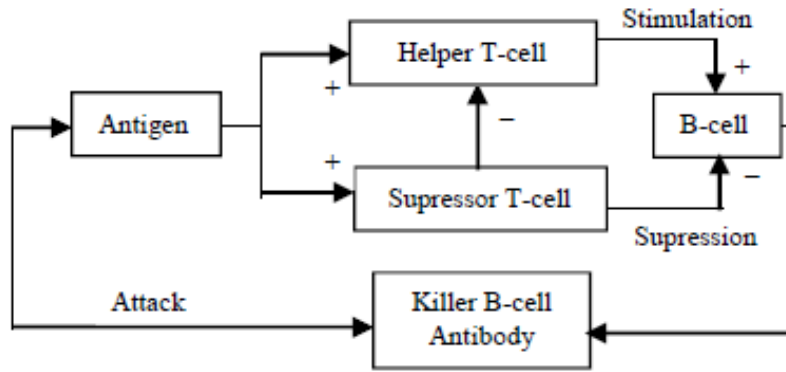 Stimulation
Helper T-cell
+
+
Antigen
−
B-cell
+
−
Supressor T-cell
Supression
Attack
Killer B-cell
Antibody